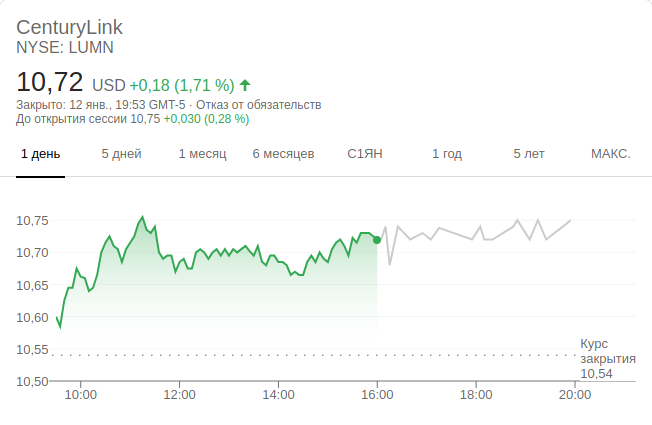 CenturyLink
NYSE: LUMN
10,72 USD +0,18 (1,71 %)
Закрыто: 12 янв., 19:53 GMT-5 · Отказ от обязательств
До открытия сессии 10,75 +0,030 (0,28 %)
1 день 5 дней 1 месяц 6 месяцев С1ЯН 1 год 5 лет МАКС.
10,75
10,70
10,65
10,60
10,55
10,50
Курс
закрытия
10,54
10:00 12:00 14:00 16:00 18:00 20:00